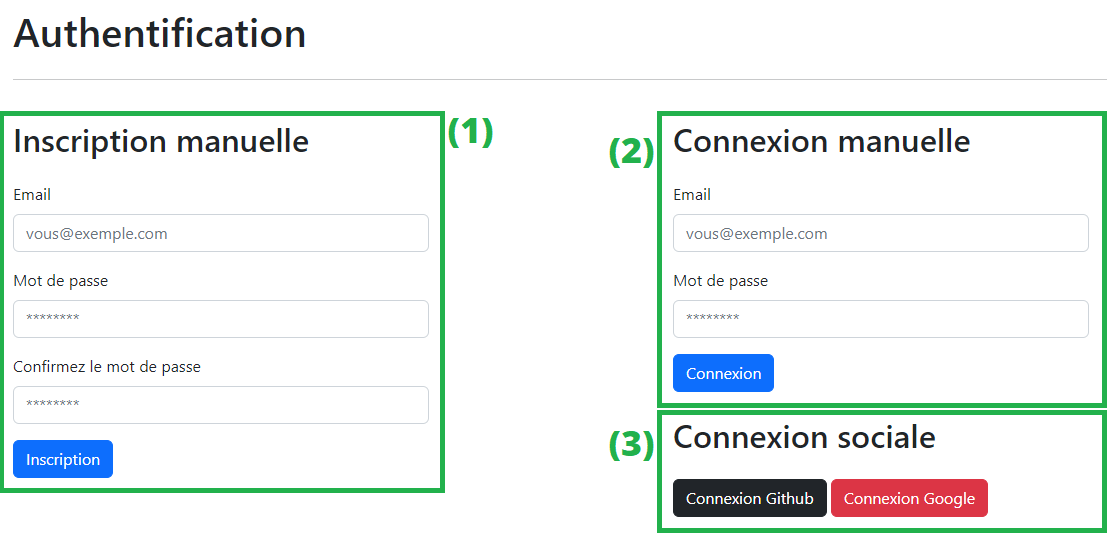 Authentification
Inscription manuelle
(1)
Email
vous@exemple.com
Mot de passe
********
Confirmez le mot de passe
********
Inscription
(2)
Connexion manuelle
Email
vous@exemple.com
Mot de passe
********
Connexion
(3)
Connexion sociale
Connexion Github
Connexion Google